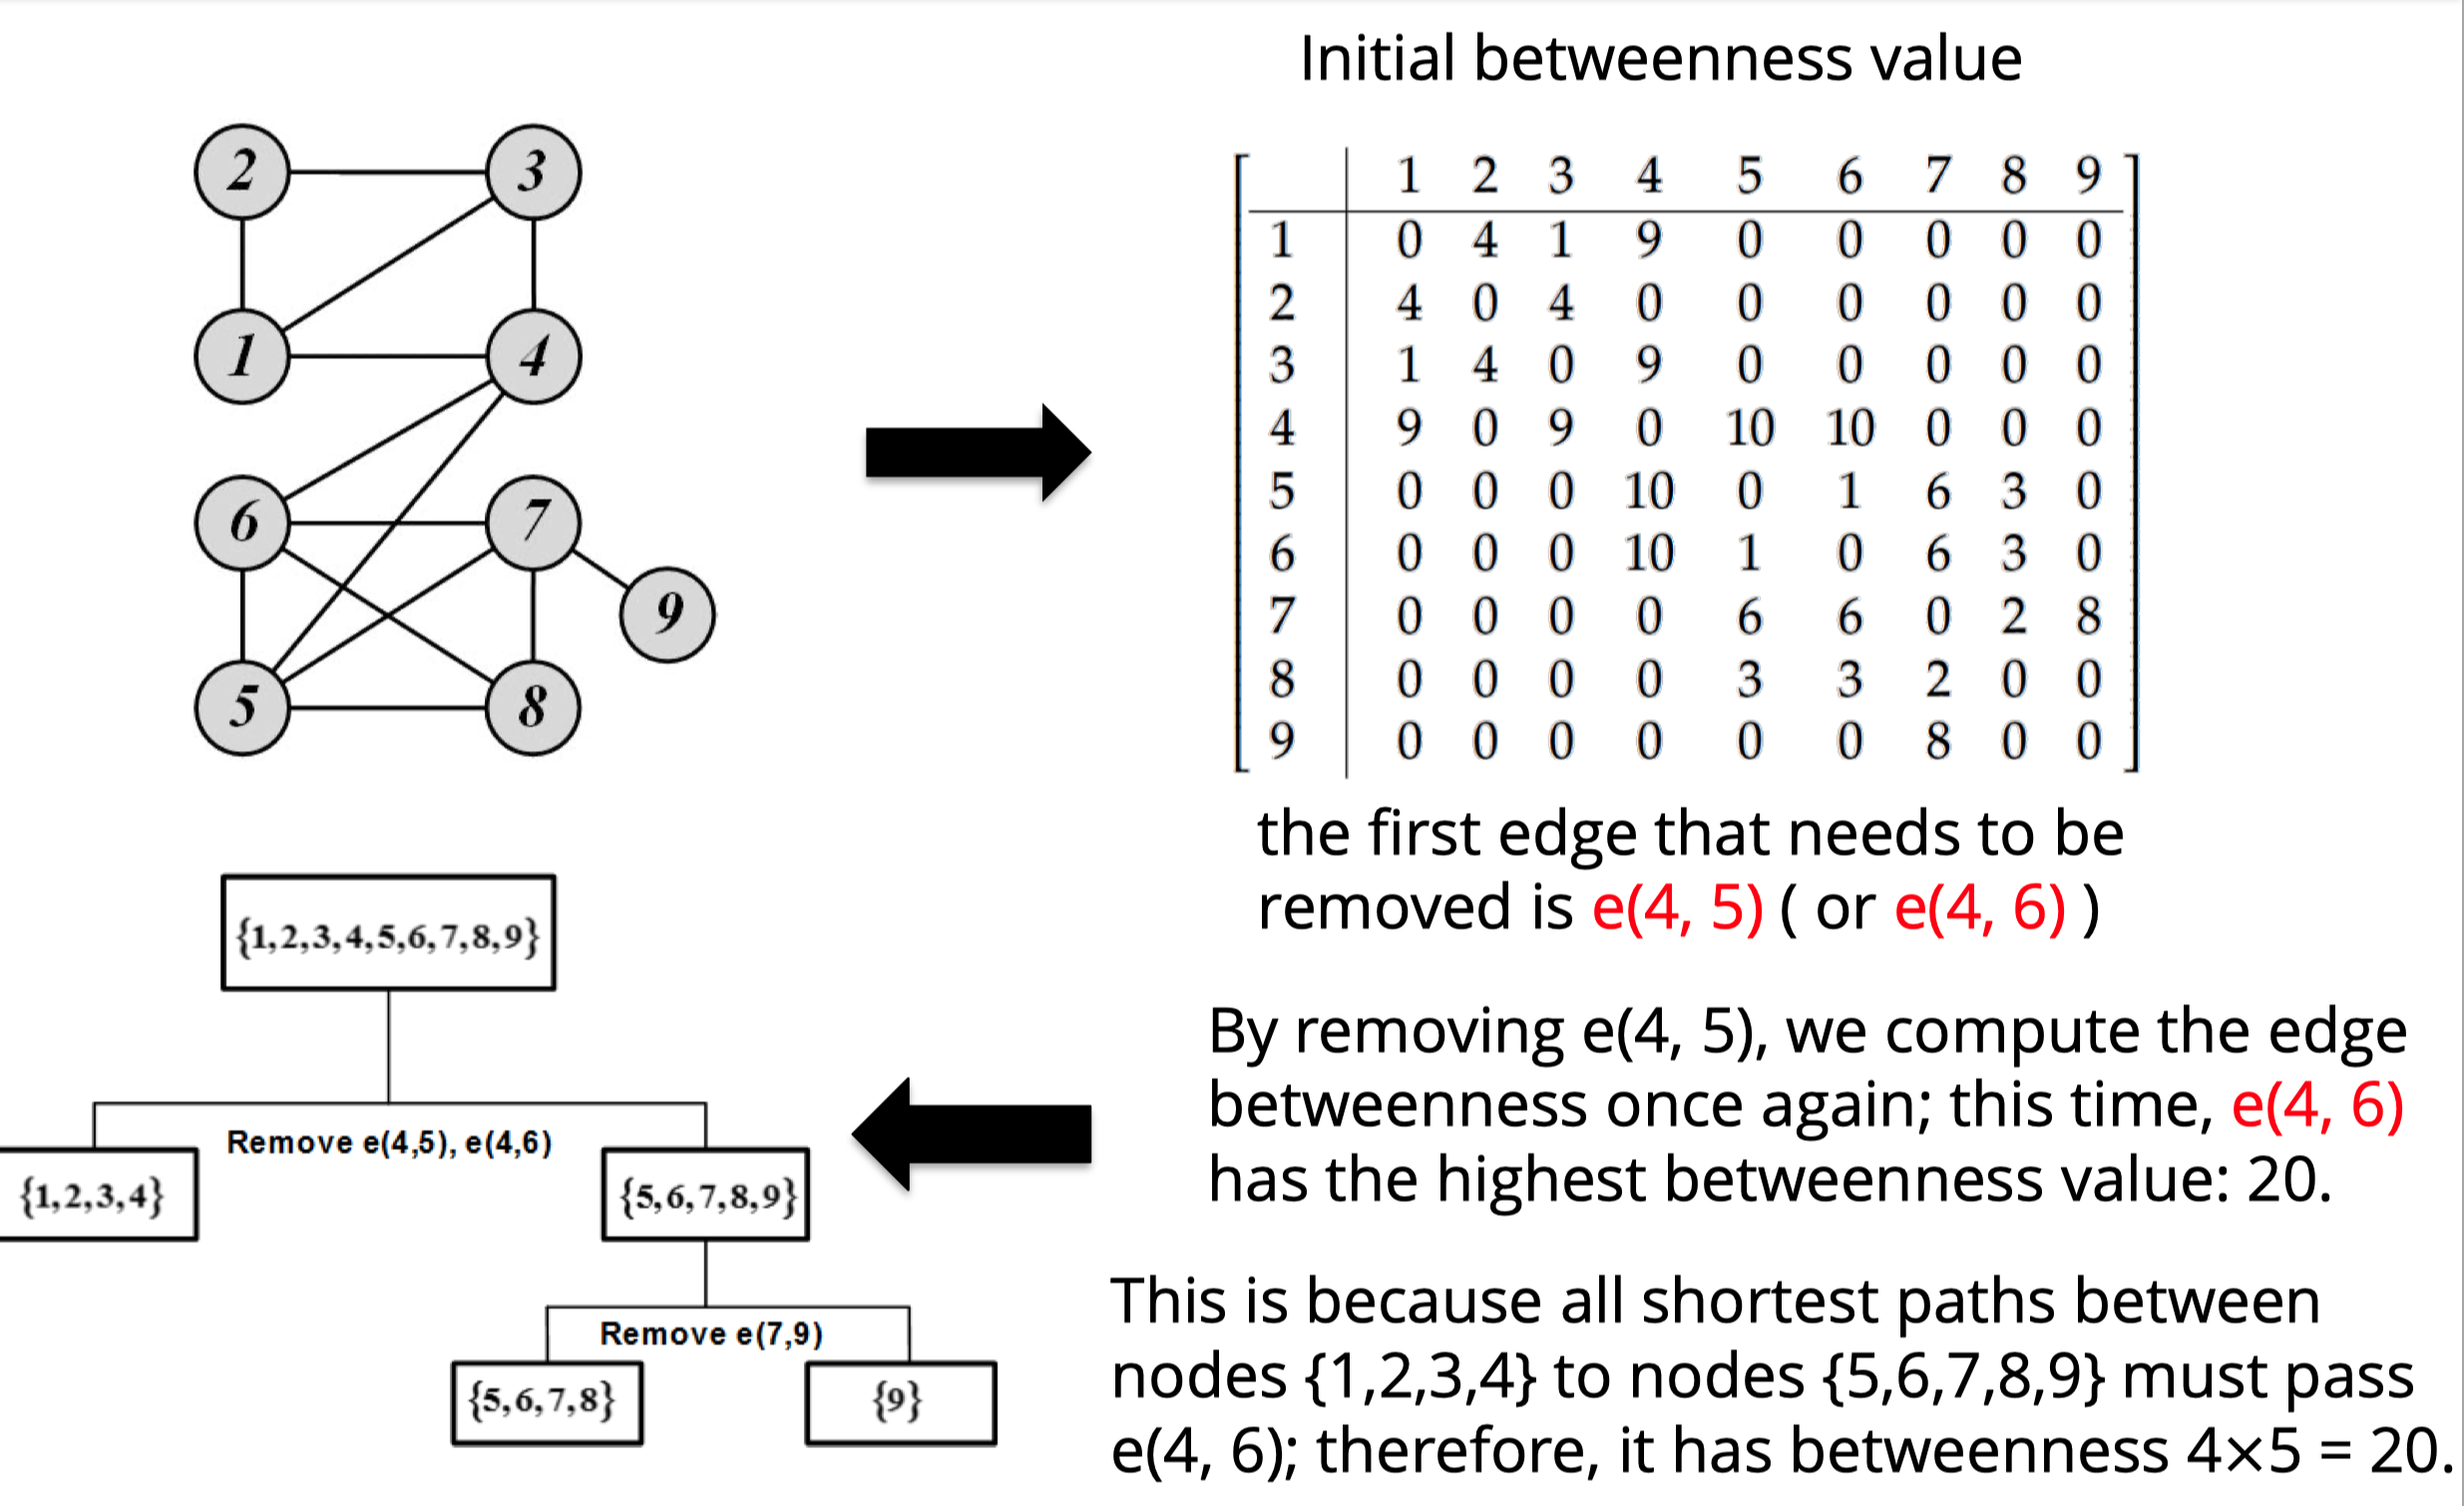 Initial betweenness value
2
3
1
4
6
7
9
5
8
1 2 3 4 5 6 7 8 9
1 0 4 1 9 0 0 0 0 0
2 4 0 4 0 0 0 0 0 0
3 1 4 0 9 0 0 0 0 0
4 9 0 9 0 10 10 0 0 0
5 0 0 0 10 0 1 6 3 0
6 0 0 0 10 1 0 6 3 0
7 0 0 0 0 6 6 0 2 8
8 0 0 0 0 3 3 2 0 0
9 0 0 0 0 0 0 8 0 0
the first edge that needs to be
removed is e(4, 5) ( or e(4, 6) )
By removing e(4, 5), we compute the edge
betweenness once again; this time, e(4, 6)
has the highest betweenness value: 20.
This is because all shortest paths between
nodes {1,2,3,4} to nodes {5,6,7,8,9} must pass
e(4, 6); therefore, it has betweenness 4×5 = 20.
{1,2,3,4,5,6,7,8,9}
Remove e(4,5), e(4,6)
{1,2,3,4}
{5,6,7,8,9}
Remove e(7,9)
{5,6,7,8}
{9}